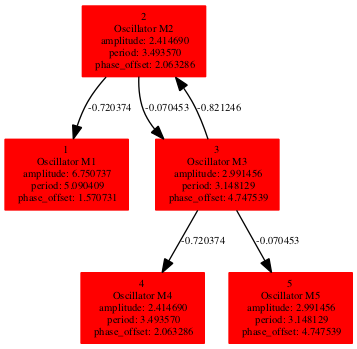 2
Oscillator M2
amplitude: 2.414690
period: 3.493570
phase_offset: 2.063286
-0.720374
-0.070453
-0.821246
1
Oscillator M1
amplitude: 6.750737
period: 5.090409
phase_offset: 1.570731
3
Oscillator M3
amplitude: 2.991456
period: 3.148129
phase_offset: 4.747539
-0.720374
-0.070453
4
Oscillator M4
amplitude: 2.414690
period: 3.493570
phase_offset: 2.063286
5
Oscillator M5
amplitude: 2.991456
period: 3.148129
phase_offset: 4.747539